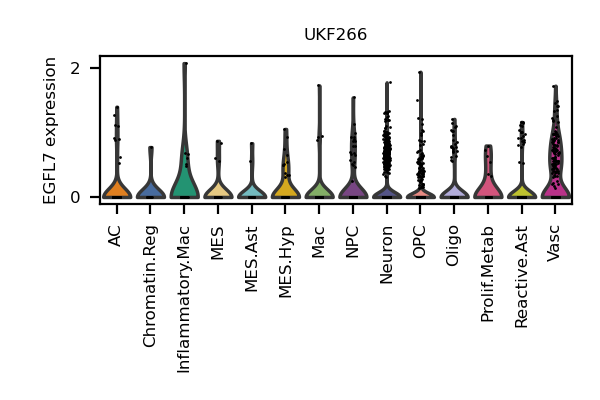 UKF266
EGFL7 expression
2
0
AC
Chromatin.Reg
Inflammatory.Mac
MES
MES.Ast
MES.Hyp
Mac
NPC
Neuron
OPC
Oligo
Prolif.Metab
Reactive.Ast
Vasc